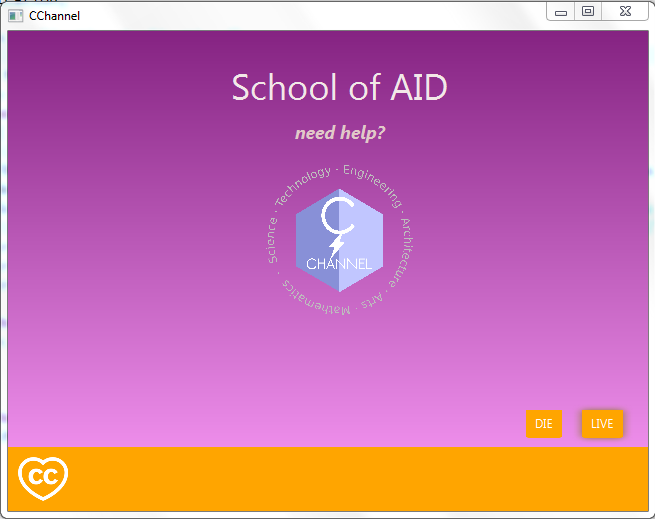 CChannel
School of AID
need help?
Science · Technology · Engineering · Architecture · Arts · Mathematics ·
C
CHANNEL
DIE
LIVE
CC